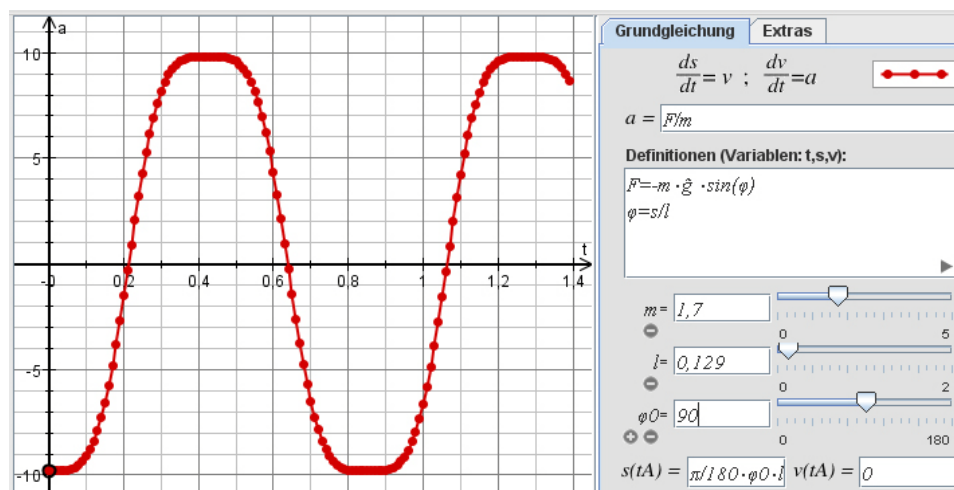 a
10
5
t
-0
0,2
0,4
0,6
0,8
1
1,2
1,4
-5
-10
Grundgleichung
Extras
ds/dt = v ; dv/dt = a
a = F/m
Definitionen (Variablen: t,s,v):
F=-m·ĝ·sin(φ)
φ=s/l
m= 1,7
0 5
l= 0,129
0 2
φ0= 90
0 180
s(tA) = π/180·φ0·l v(tA) = 0